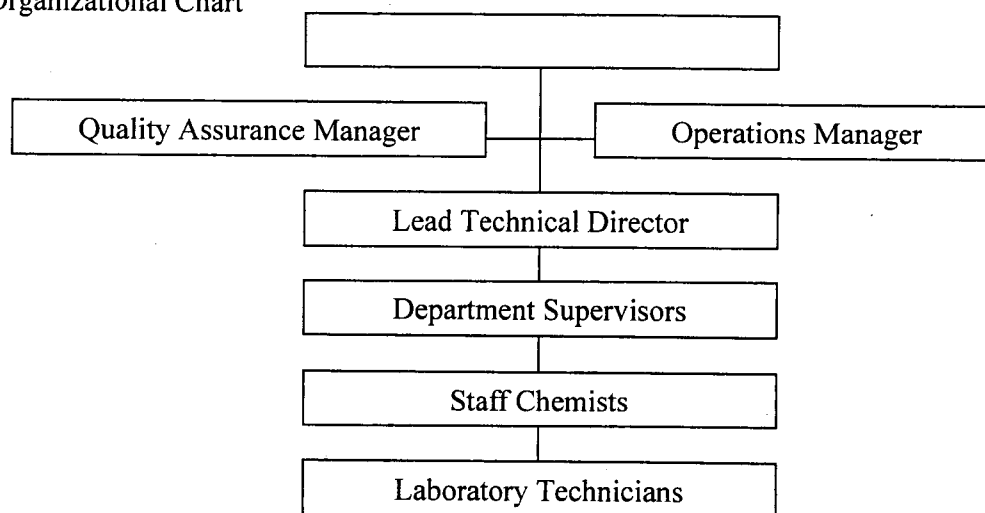 Organizational Chart
Quality Assurance Manager
Operations Manager
Lead Technical Director
Department Supervisors
Staff Chemists
Laboratory Technicians